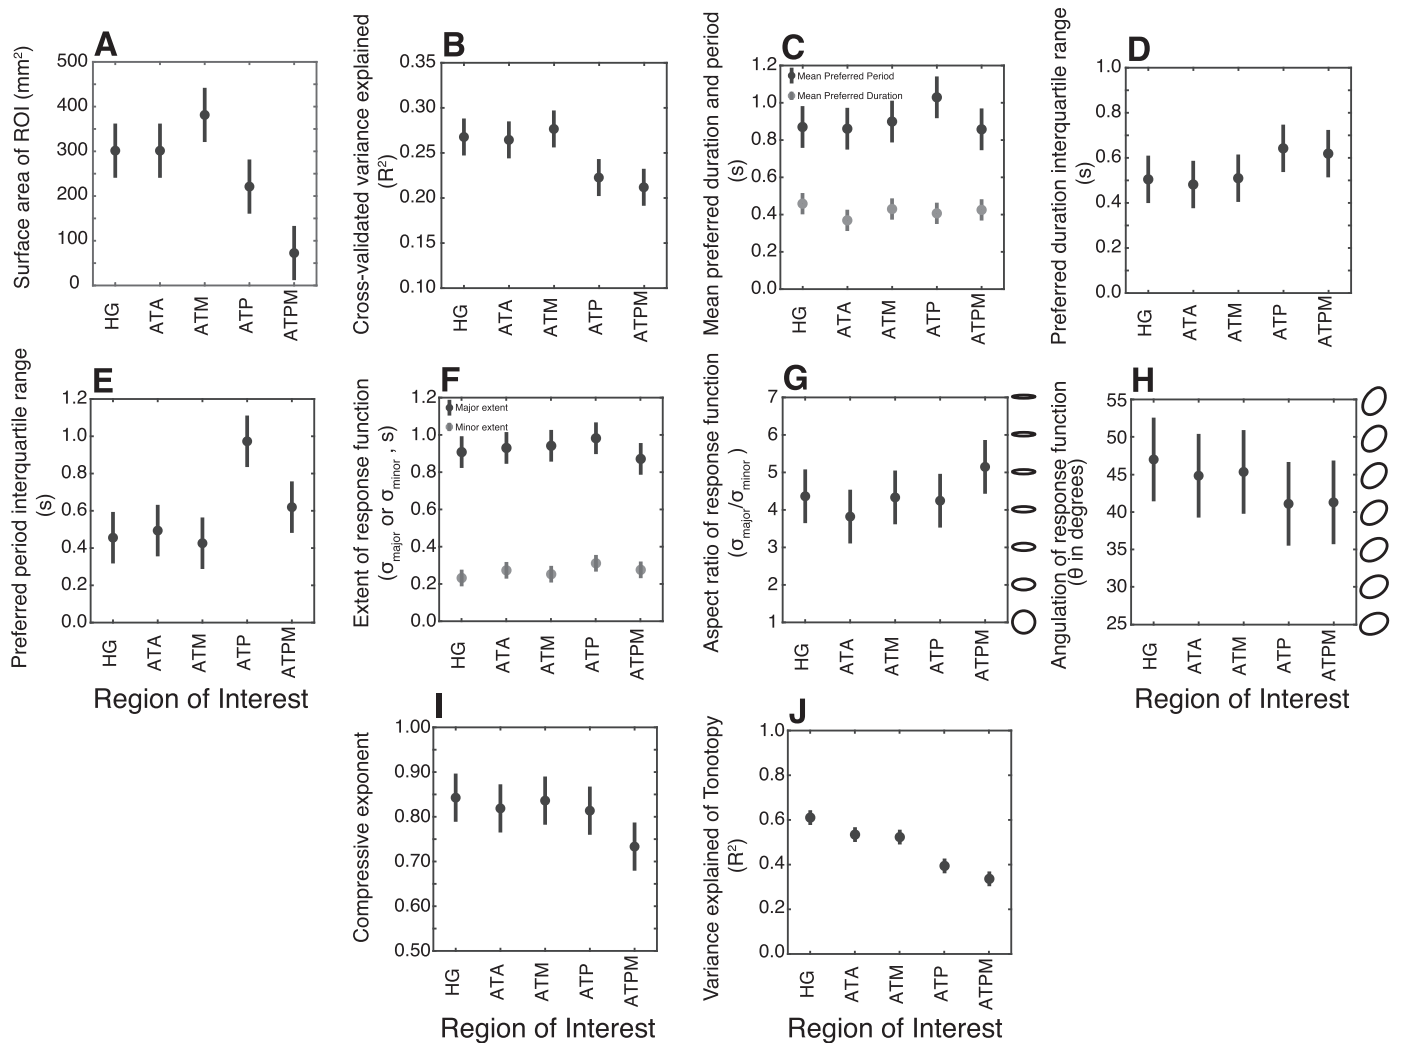 A
Surface area of ROI (mm²)
500
400
300
200
100
0
HG
ATA
ATM
ATP
ATPM
B
Cross-validated variance explained
(R²)
0.35
0.30
0.25
0.20
0.15
0.10
HG
ATA
ATM
ATP
ATPM
C
Mean preferred duration and period
(s)
1.2
1.0
0.8
0.6
0.4
0.2
0.0
Mean Preferred Period
Mean Preferred Duration
HG
ATA
ATM
ATP
ATPM
D
Preferred duration interquartile range
(s)
1.0
0.8
0.6
0.4
0.2
0.0
HG
ATA
ATM
ATP
ATPM
E
Preferred period interquartile range
(s)
1.2
1.0
0.8
0.6
0.4
0.2
0.0
HG
ATA
ATM
ATP
ATPM
Region of Interest
F
Extent of response function
(σmajor or σminor , s)
1.2
1.0
0.8
0.6
0.4
0.2
0.0
Major extent
Minor extent
HG
ATA
ATM
ATP
ATPM
G
Aspect ratio of response function
(σmajor/σminor )
7
6
5
4
3
2
1
HG
ATA
ATM
ATP
ATPM
H
Angulation of response function
(θ in degrees)
55
50
45
40
35
30
25
HG
ATA
ATM
ATP
ATPM
Region of Interest
I
Compressive exponent
1.00
0.90
0.80
0.70
0.60
0.50
HG
ATA
ATM
ATP
ATPM
Region of Interest
J
Variance explained of Tonotopy
(R²)
1.0
0.8
0.6
0.4
0.2
0.0
HG
ATA
ATM
ATP
ATPM
Region of Interest